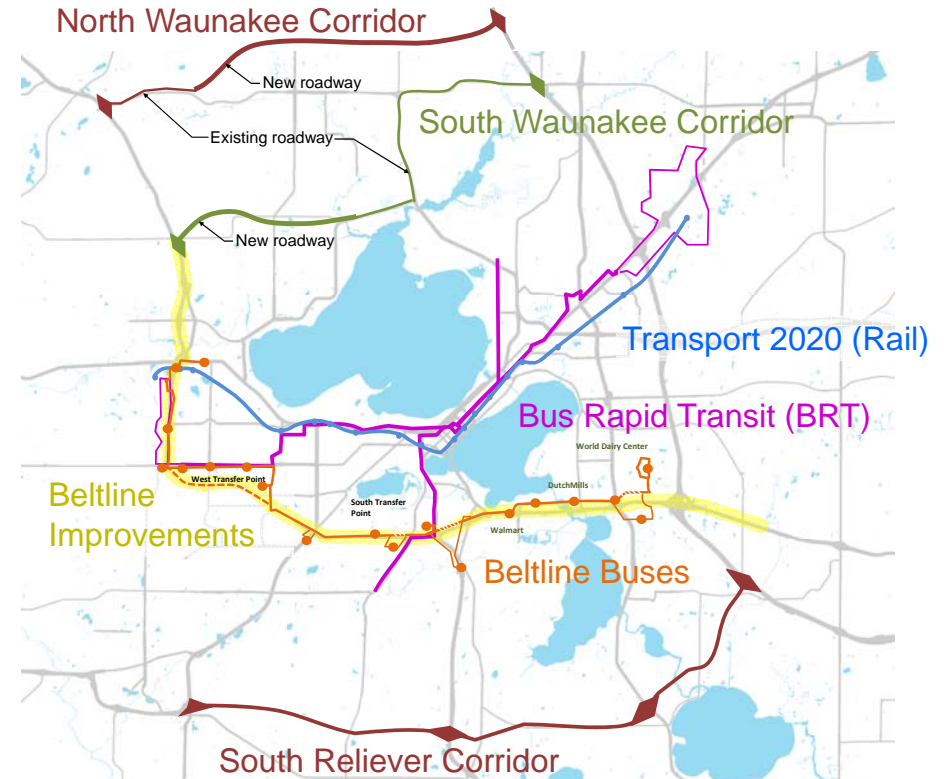 North Waunakee Corridor
New roadway
South Waunakee Corridor
Existing roadway
New roadway
Transport 2020 (Rail)
Bus Rapid Transit (BRT)
World Dairy Center
West Transfer Point
DutchMills
Beltline
Improvements
South Transfer
Point
Walmart
Beltline Buses
South Reliever Corridor